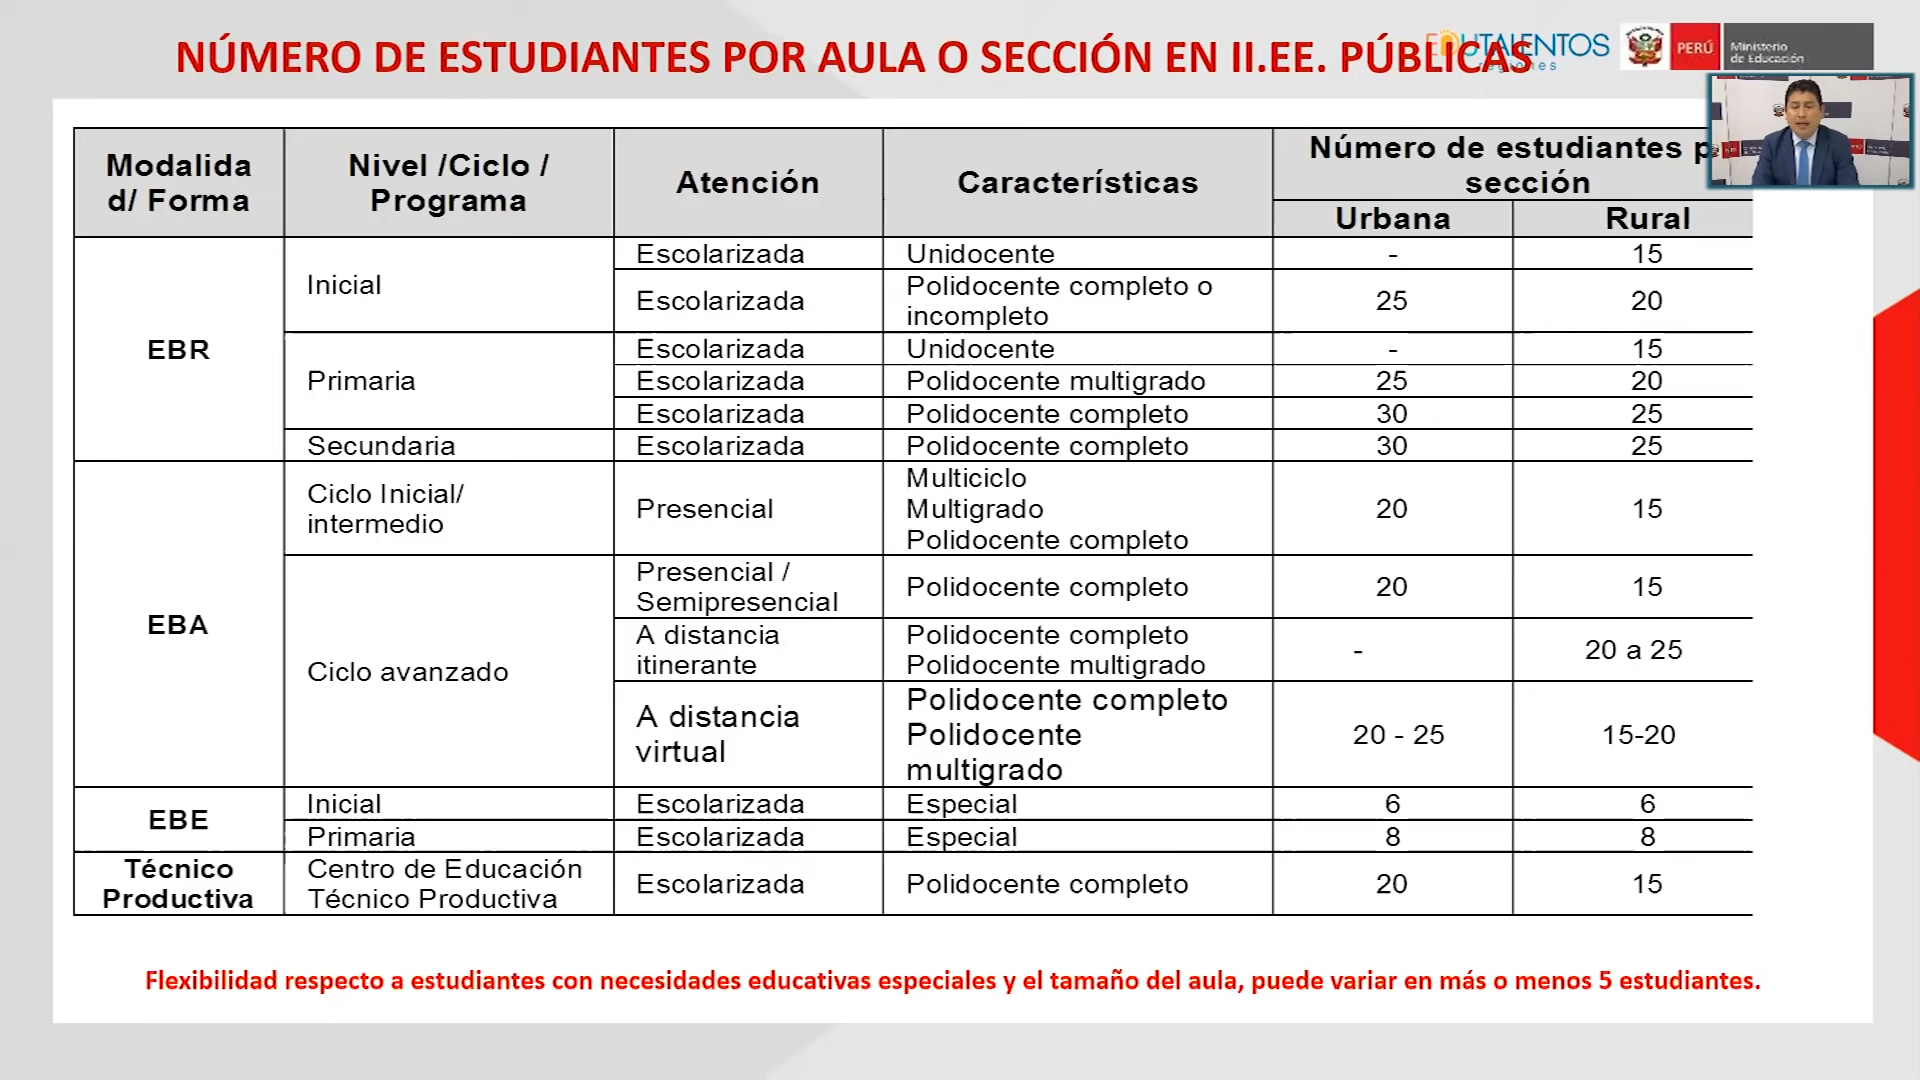 NÚMERO DE ESTUDIANTES POR AULA O SECCIÓN EN II.EE. PÚBLICAS
EDUTALENTOS
regiones
PERÚ
Ministerio
de Educación
Modalida
d/ Forma
Nivel /Ciclo /
Programa
Atención
Características
Número de estudiantes p
sección
Urbana
Rural
EBR
Inicial
Escolarizada
Unidocente
-
15
Escolarizada
Polidocente completo o
incompleto
25
20
Primaria
Escolarizada
Unidocente
-
15
Escolarizada
Polidocente multigrado
25
20
Escolarizada
Polidocente completo
30
25
Secundaria
Escolarizada
Polidocente completo
30
25
EBA
Ciclo Inicial/
intermedio
Presencial
Multiciclo
Multigrado
Polidocente completo
20
15
Ciclo avanzado
Presencial /
Semipresencial
Polidocente completo
20
15
A distancia
itinerante
Polidocente completo
Polidocente multigrado
-
20 a 25
A distancia
virtual
Polidocente completo
Polidocente
multigrado
20 - 25
15-20
EBE
Inicial
Escolarizada
Especial
6
6
Primaria
Escolarizada
Especial
8
8
Técnico
Productiva
Centro de Educación
Técnico Productiva
Escolarizada
Polidocente completo
20
15
Flexibilidad respecto a estudiantes con necesidades educativas especiales y el tamaño del aula, puede variar en más o menos 5 estudiantes.